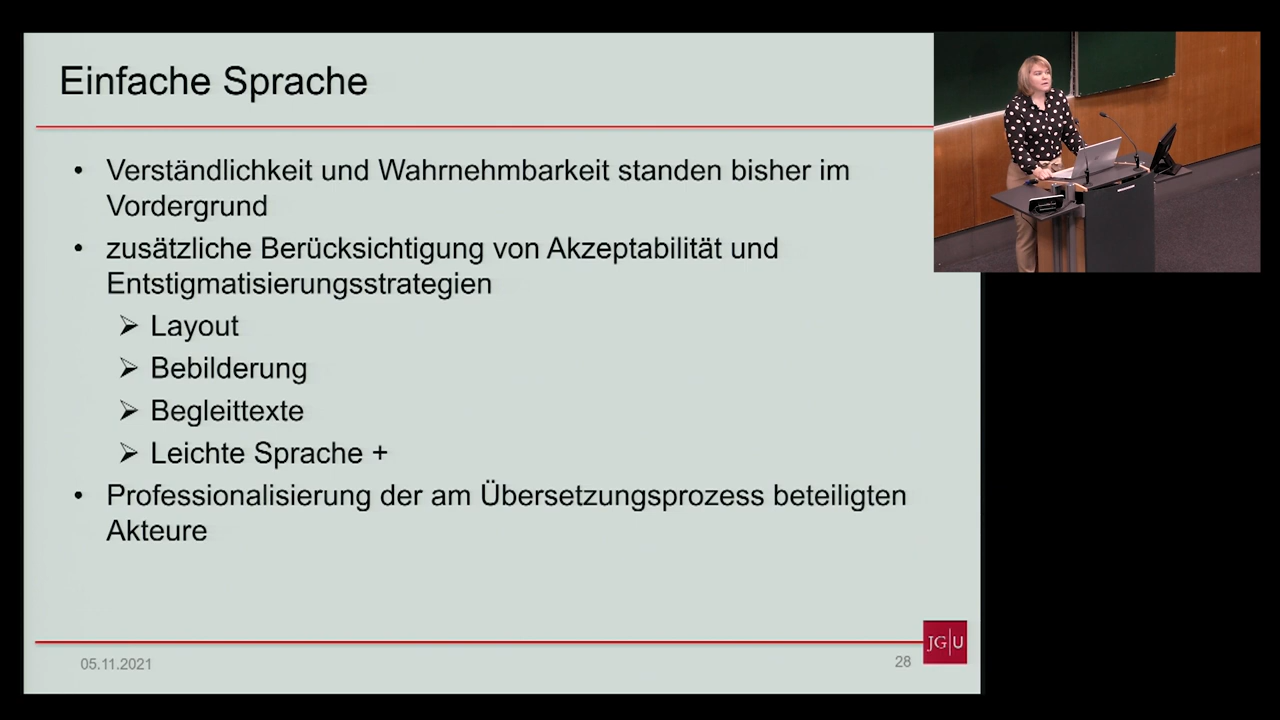 Einfache Sprache
• Verständlichkeit und Wahrnehmbarkeit standen bisher im
Vordergrund
• zusätzliche Berücksichtigung von Akzeptabilität und
Entstigmatisierungsstrategien
➢ Layout
➢ Bebilderung
➢ Begleittexte
➢ Leichte Sprache +
• Professionalisierung der am Übersetzungsprozess beteiligten
Akteure
05.11.2021
28
JG|U